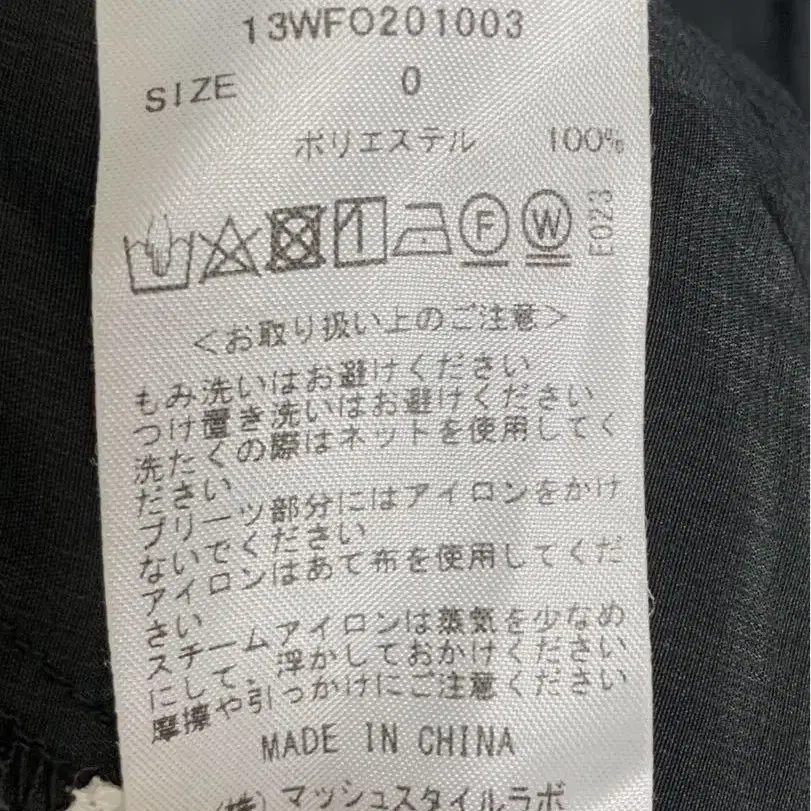 13WFO201003
SIZE 0
ポリエステル 100%
F W E023
<お取り扱い上のご注意>
もみ洗いはお避けください
つけ置き洗いはお避けください
洗たくの際はネットを使用してく
ださい
プリーツ部分にはアイロンをかけ
ないでください
アイロンはあて布を使用してくだ
さい
スチームアイロンは蒸気を少なめ
にして、浮かしておかけください
摩擦や引っかけにご注意ください
MADE IN CHINA
(株)マッシュスタイルラボ